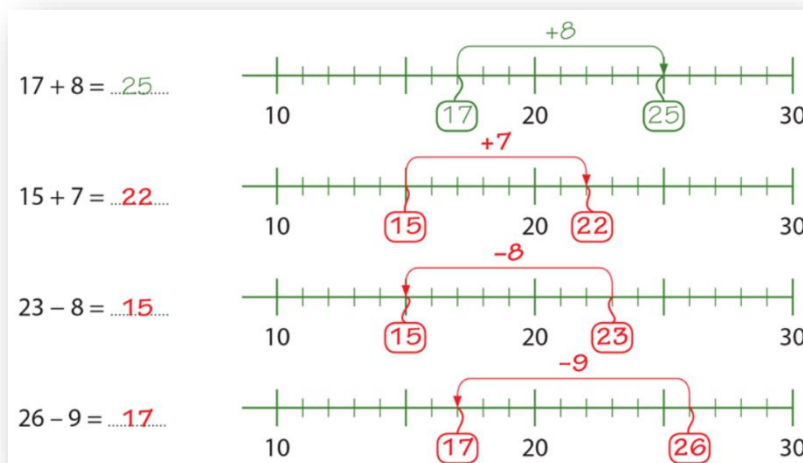 +8
17 + 8 = 25
10 17 20 25 30
+7
15 + 7 = 22
10 15 20 22 30
–8
23 – 8 = 15
10 15 20 23 30
–9
26 – 9 = 17
10 17 20 26 30